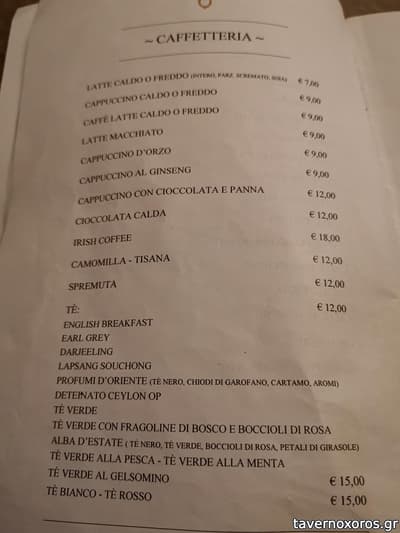 ~ CAFFETTERIA ~
LATTE CALDO O FREDDO (INTERO, PARZ. SCREMATO, SOIA) € 7,00
CAPPUCCINO CALDO O FREDDO € 9,00
CAFFÈ LATTE CALDO O FREDDO € 9,00
LATTE MACCHIATO € 9,00
CAPPUCCINO D'ORZO € 9,00
CAPPUCCINO AL GINSENG € 9,00
CAPPUCCINO CON CIOCCOLATA E PANNA € 12,00
CIOCCOLATA CALDA € 12,00
IRISH COFFEE € 18,00
CAMOMILLA - TISANA € 12,00
SPREMUTA € 12,00
TÈ: € 12,00
ENGLISH BREAKFAST
EARL GREY
DARJEELING
LAPSANG SOUCHONG
PROFUMI D'ORIENTE (TÈ NERO, CHIODI DI GAROFANO, CARTAMO, AROMI)
DETEINATO CEYLON OP
TÈ VERDE
TÈ VERDE CON FRAGOLINE DI BOSCO E BOCCIOLI DI ROSA
ALBA D'ESTATE ( TÈ NERO, TÈ VERDE, BOCCIOLI DI ROSA, PETALI DI GIRASOLE)
TÈ VERDE ALLA PESCA - TÈ VERDE ALLA MENTA
TÈ VERDE AL GELSOMINO € 15,00
TÈ BIANCO - TÈ ROSSO € 15,00
tavernoxoros.gr